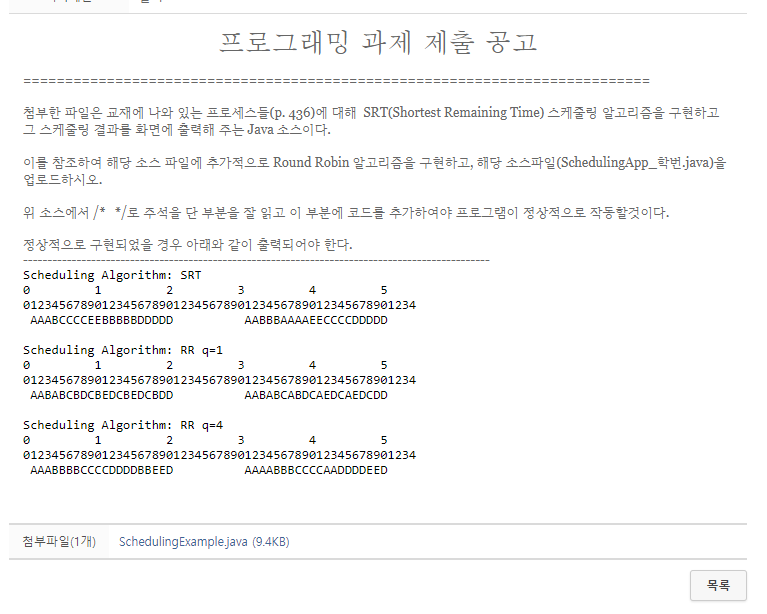 프로그래밍 과제 제출 공고
===========================================================================
첨부한 파일은 교재에 나와 있는 프로세스들(p. 436)에 대해  SRT(Shortest Remaining Time) 스케줄링 알고리즘을 구현하고
그 스케줄링 결과를 화면에 출력해 주는 Java 소스이다.
이를 참조하여 해당 소스 파일에 추가적으로 Round Robin 알고리즘을 구현하고, 해당 소스파일(SchedulingApp_학번.java)을
업로드하시오.
위 소스에서 /*   */로 주석을 단 부분을 잘 읽고 이 부분에 코드를 추가하여야 프로그램이 정상적으로 작동할것이다.
정상적으로 구현되었을 경우 아래와 같이 출력되어야 한다.
---------------------------------------------------------------------------------------------
Scheduling Algorithm: SRT
0         1         2         3         4         5
0123456789012345678901234567890123456789012345678901234
 AAABCCCCEEBBBBBDDDDD          AABBBAAAAEECCCCDDDDD
Scheduling Algorithm: RR q=1
0         1         2         3         4         5
0123456789012345678901234567890123456789012345678901234
 AABABCBDCBEDCBEDCBDD          AABABCABDCAEDCAEDCDD
Scheduling Algorithm: RR q=4
0         1         2         3         4         5
0123456789012345678901234567890123456789012345678901234
 AAABBBBCCCCDDDDBBEED          AAAABBBCCCCAADDDDEED
첨부파일(1개)   SchedulingExample.java (9.4KB)
목록